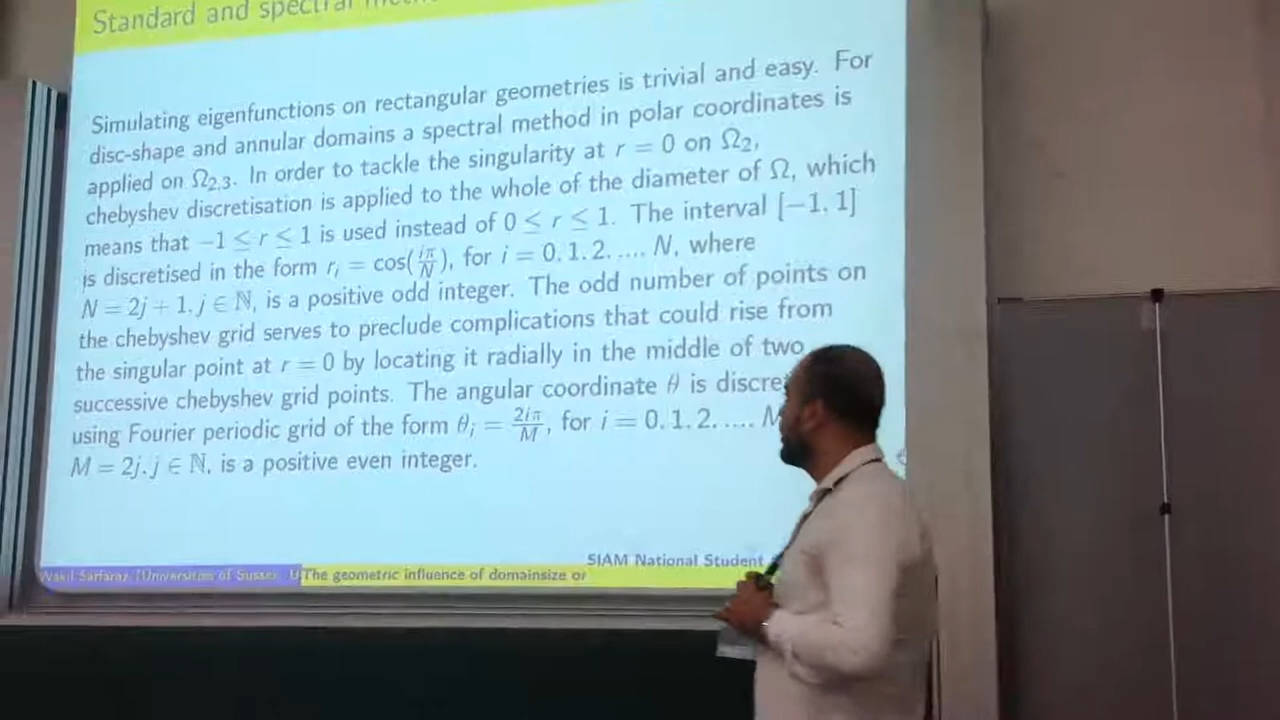 Standard and spectral
Simulating eigenfunctions on rectangular geometries is trivial and easy. For
disc-shape and annular domains a spectral method in polar coordinates is
applied on Ω₂,₃. In order to tackle the singularity at r = 0 on Ω₂,
chebyshev discretisation is applied to the whole of the diameter of Ω, which
means that −1 ≤ r ≤ 1 is used instead of 0 ≤ r ≤ 1. The interval [−1, 1]
is discretised in the form rᵢ = cos(iπ/N), for i = 0, 1, 2, ..., N, where
N = 2j + 1, j ∈ ℕ, is a positive odd integer. The odd number of points on
the chebyshev grid serves to preclude complications that could rise from
the singular point at r = 0 by locating it radially in the middle of two
successive chebyshev grid points. The angular coordinate θ is discre
using Fourier periodic grid of the form θᵢ = 2iπ/M, for i = 0, 1, 2, ..., M
M = 2j, j ∈ ℕ, is a positive even integer.
SIAM National Student
Wakil Sarfaraz (Universities of Sussex, U The geometric influence of domainsize or